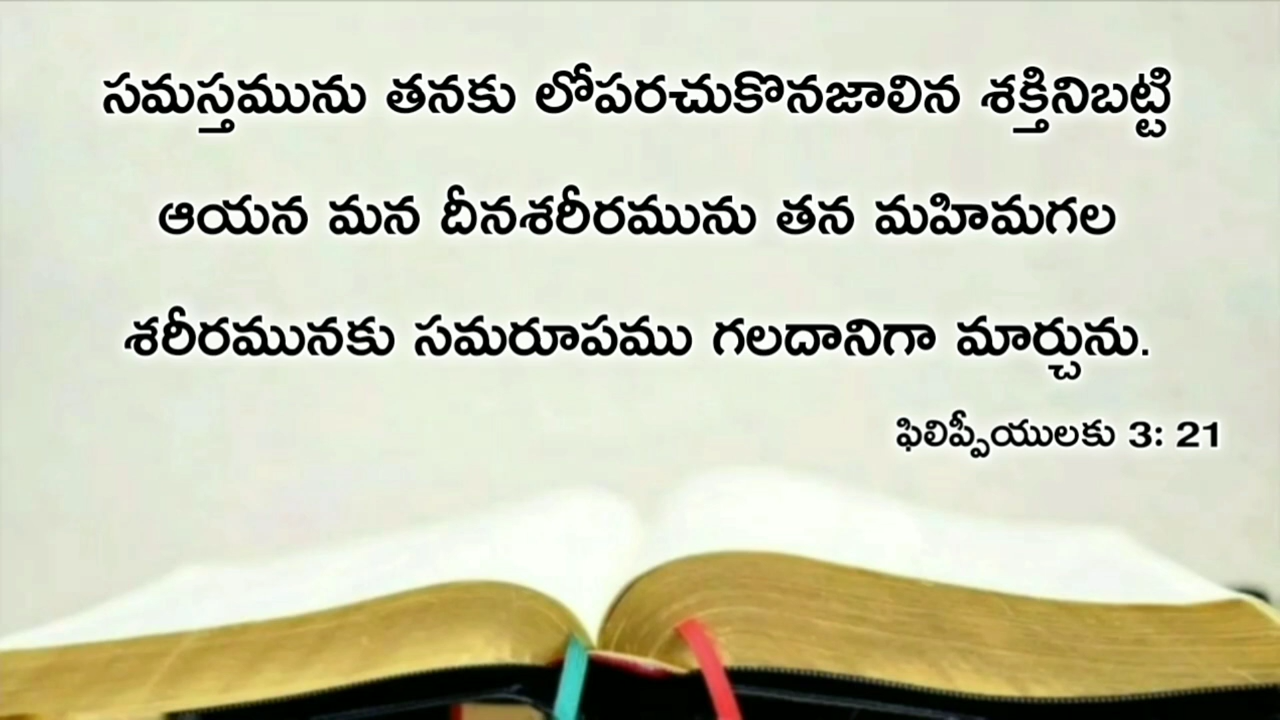 సమస్తమును తనకు లోపరచుకొనజాలిన శక్తినిబట్టి
ఆయన మన దీనశరీరమును తన మహిమగల
శరీరమునకు సమరూపము గలదానిగా మార్చును.
ఫిలిప్పీయులకు 3: 21